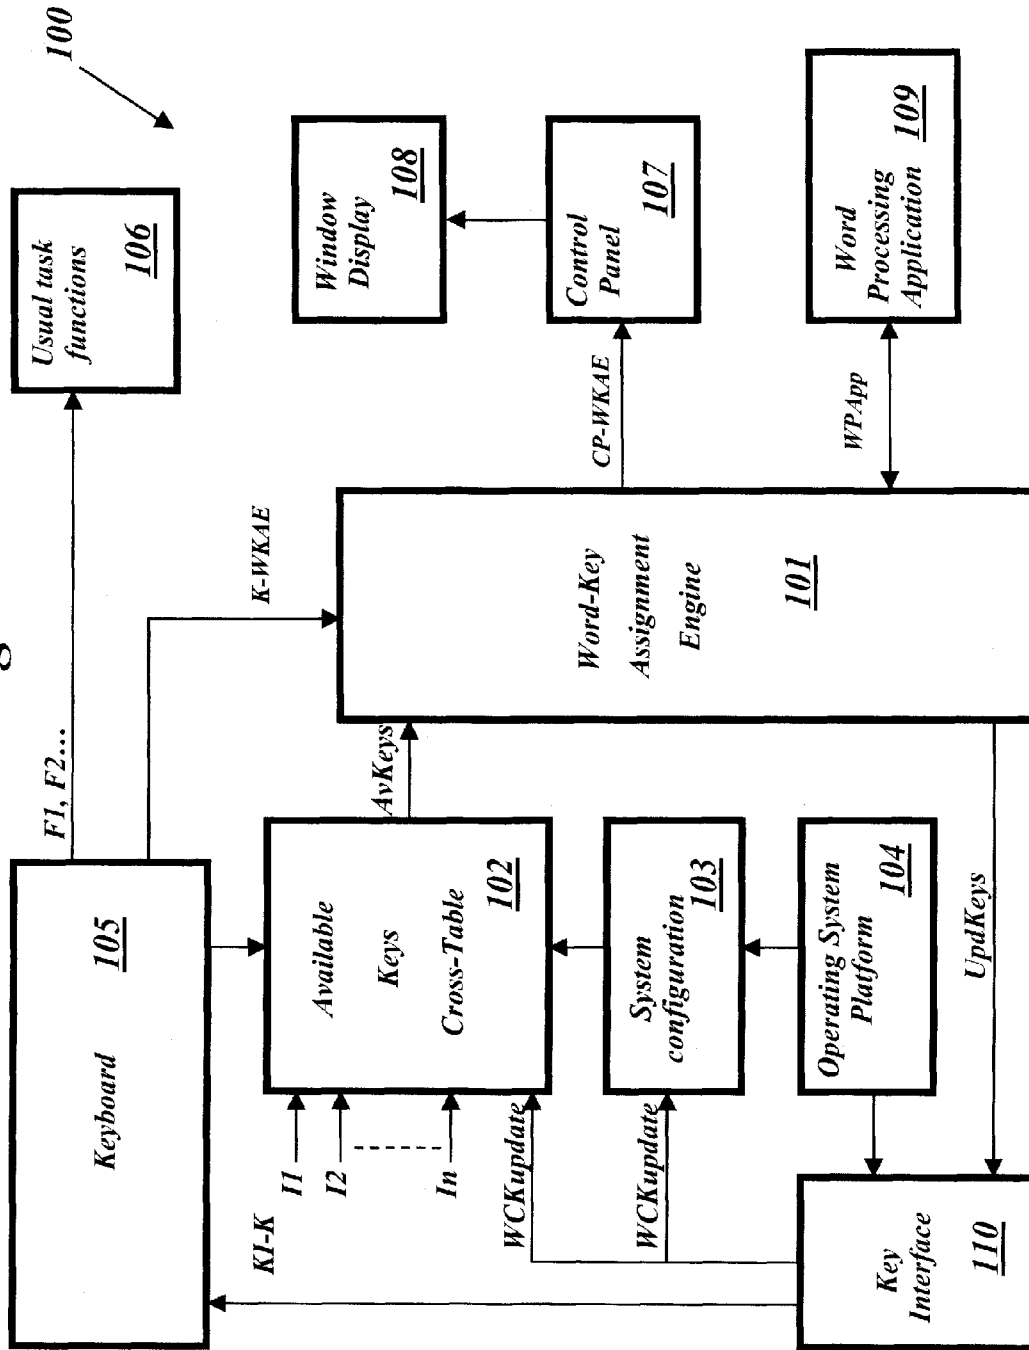 100
Usual task
functions
106
Window
Display
108
Control
Panel
107
Word
Processing
Application
109
F1, F2...
K-WKAE
CP-WKAE
WPApp
Word-Key
Assignment
Engine
101
AvKeys
UpdKeys
Keyboard
105
Available
Keys
Cross-Table
102
System
configuration
103
Operating System
Platform
104
I1
I2
In
KI-K
WCKupdate
WCKupdate
Key
Interface
110